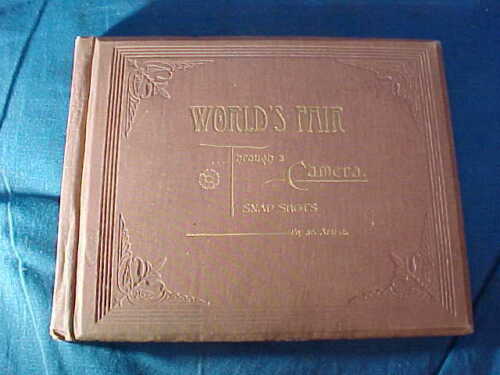 WORLD'S FAIR
...Through a
Camera.
SNAP SHOTS
By an Artist.